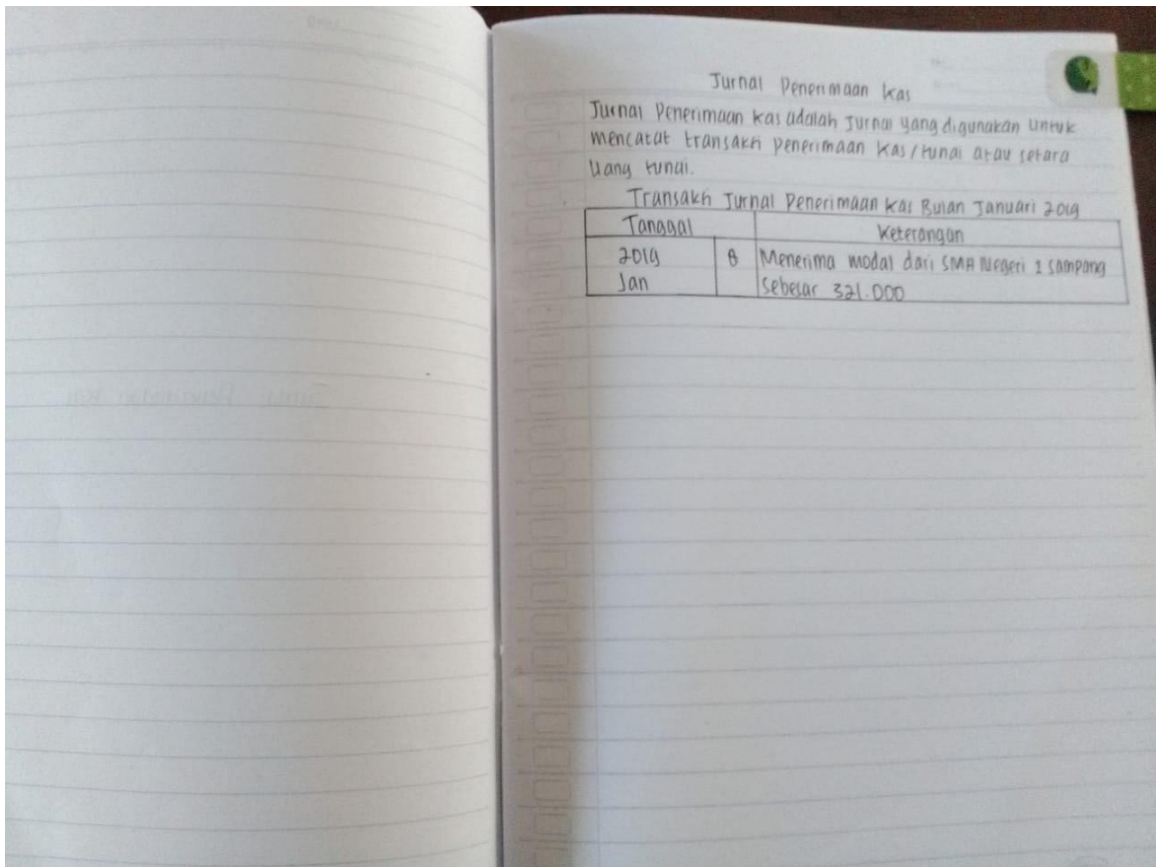 Jurnal Penerimaan Kas
Jurnal Penerimaan Kas adalah Jurnal yang digunakan Untuk
mencatat transaksi penerimaan Kas/tunai atau setara
Uang tunai.
Transaksi Jurnal Penerimaan Kas Bulan Januari 2019
Tanggal Keterangan
2019 8 Menerima modal dari SMA Negeri 1 Sampang
Jan Sebesar 321.000